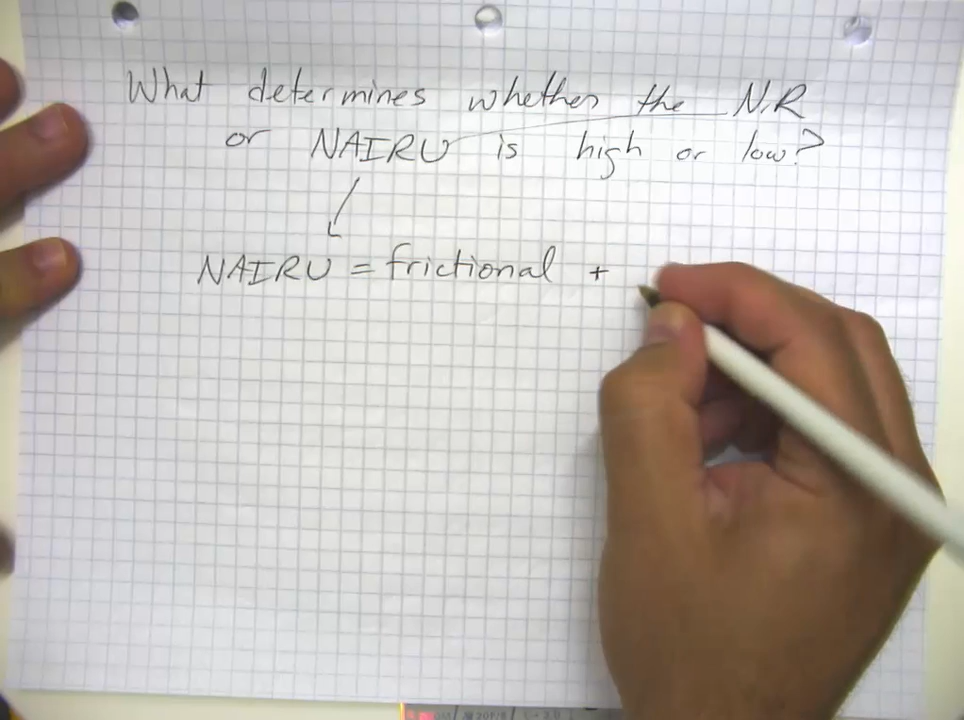 What determines whether the N.R
or NAIRU is high or low?
NAIRU = frictional +